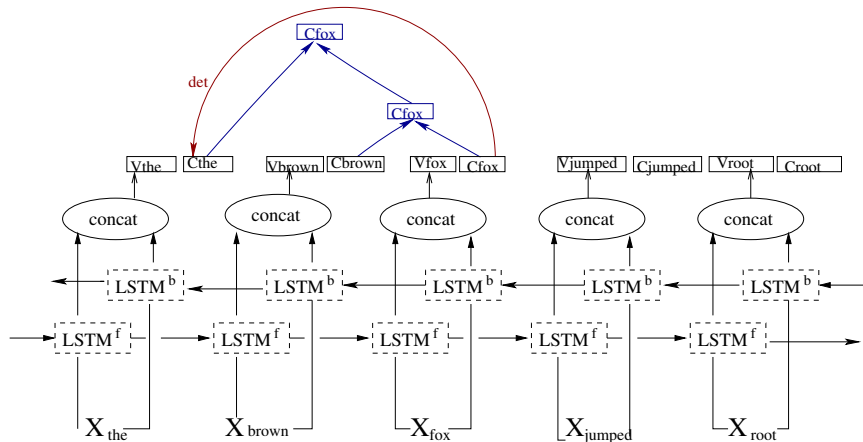 Cfox
det
Cfox
Vthe Cthe Vbrown Cbrown Vfox Cfox Vjumped Cjumped Vroot Croot
concat concat concat concat concat
LSTM b LSTM b LSTM b LSTM b LSTM b
LSTM f LSTM f LSTM f LSTM f LSTM f
X the X brown X fox X jumped X root